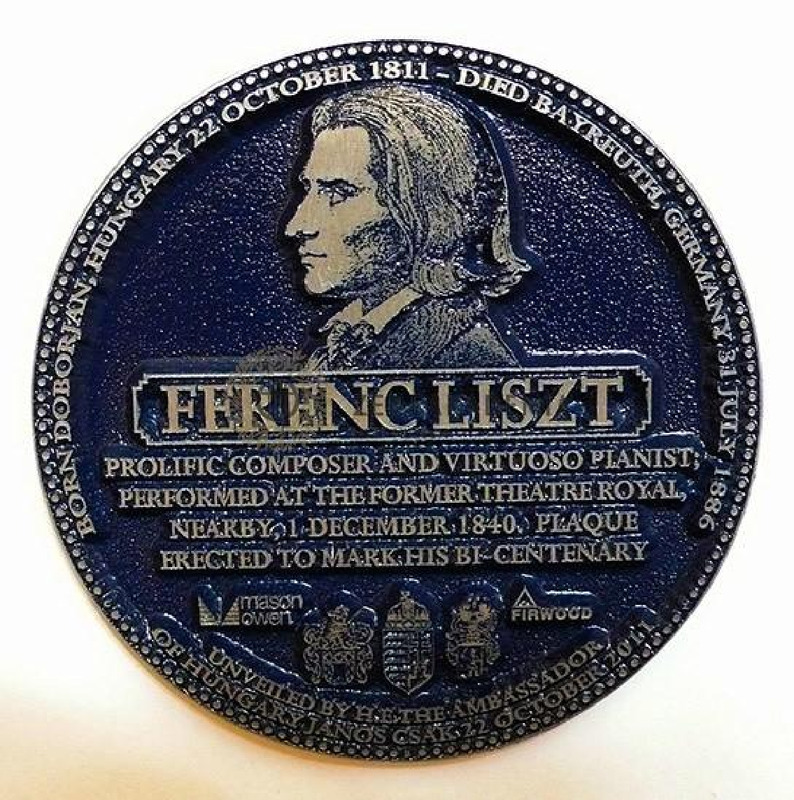 BORN DOBORJAN, HUNGARY 22 OCTOBER 1811 - DIED BAYREUTH, GERMANY 31 JULY 1886
FERENC LISZT
PROLIFIC COMPOSER AND VIRTUOSO PIANIST,
PERFORMED AT THE FORMER THEATRE ROYAL,
NEARBY, 1 DECEMBER 1840. PLAQUE
ERECTED TO MARK HIS BI-CENTENARY
mason
owen
FIRWOOD
UNVEILED BY H.E. THE AMBASSADOR
OF HUNGARY JANOS CSAK 22 OCTOBER 2011